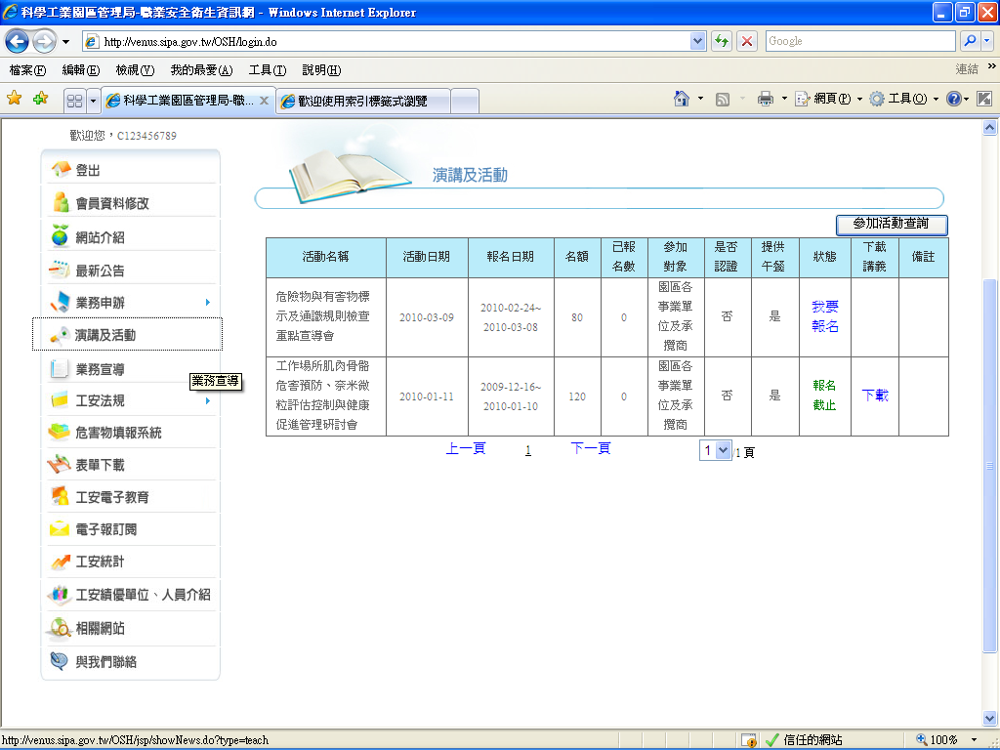 科學工業園區管理局-職業安全衛生資訊網 - Windows Internet Explorer
http://venus.sipa.gov.tw/OSH/login.do
Google
檔案(F) 編輯(E) 檢視(V) 我的最愛(A) 工具(T) 說明(H)
連結
科學工業園區管理局-職... 歡迎使用索引標籤式瀏覽
網頁(P) 工具(O)
歡迎您，C123456789
登出
會員資料修改
網站介紹
最新公告
業務申辦
演講及活動
業務宣導
業務宣導
工安法規
危害物填報系統
表單下載
工安電子教育
電子報訂閱
工安統計
工安績優單位、人員介紹
相關網站
與我們聯絡
演講及活動
參加活動查詢
活動名稱 活動日期 報名日期 名額 已報名數 參加對象 是否認證 提供午餐 狀態 下載講義 備註
危險物與有害物標
示及通識規則檢查
重點宣導會
2010-03-09
2010-02-24~
2010-03-08
80
0
園區各
事業單
位及承
攬商
否
是
我要
報名
工作場所肌肉骨骼
危害預防、奈米微
粒評估控制與健康
促進管理研討會
2010-01-11
2009-12-16~
2010-01-10
120
0
園區各
事業單
位及承
攬商
否
是
報名
截止
下載
上一頁 1 下一頁 1 /1 頁
http://venus.sipa.gov.tw/OSH/jsp/showNews.do?type=teach
信任的網站
100%